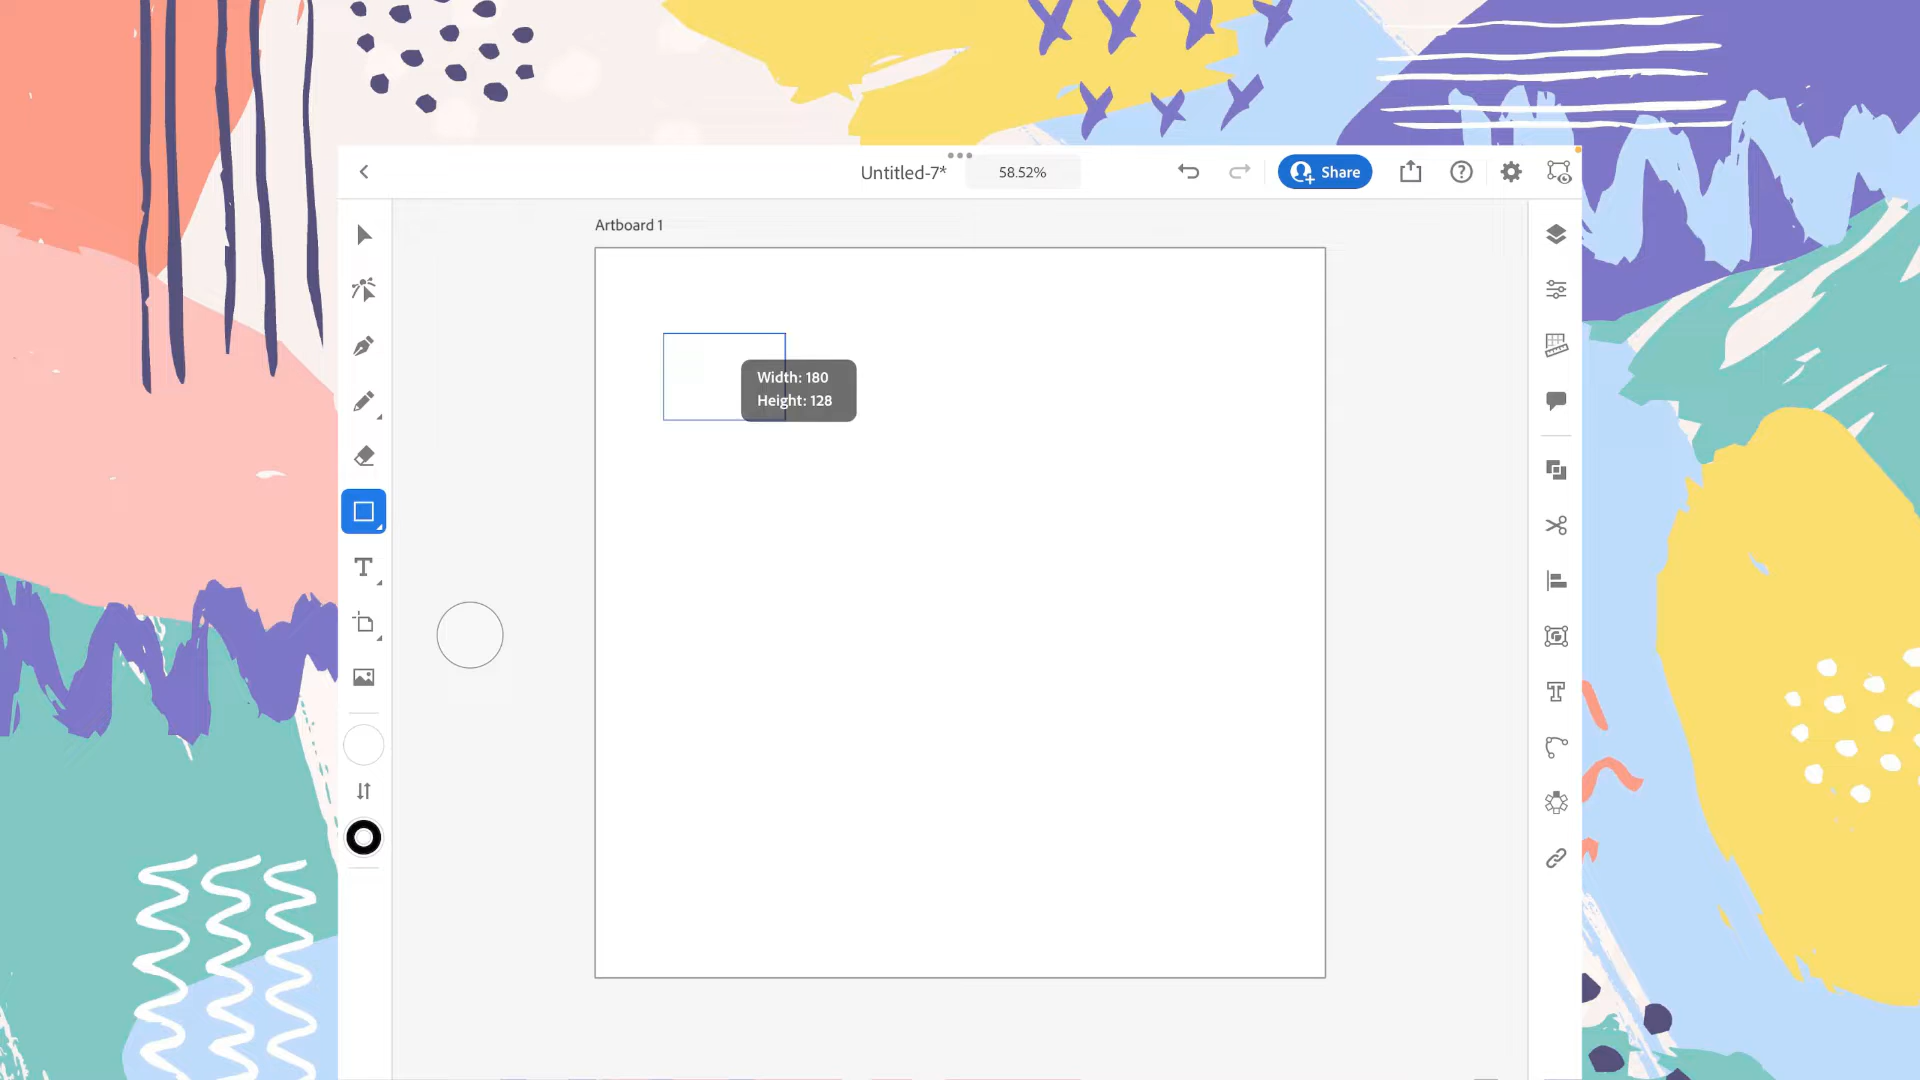 Untitled-7*
58.52%
Share
Artboard 1
Width: 180
Height: 128